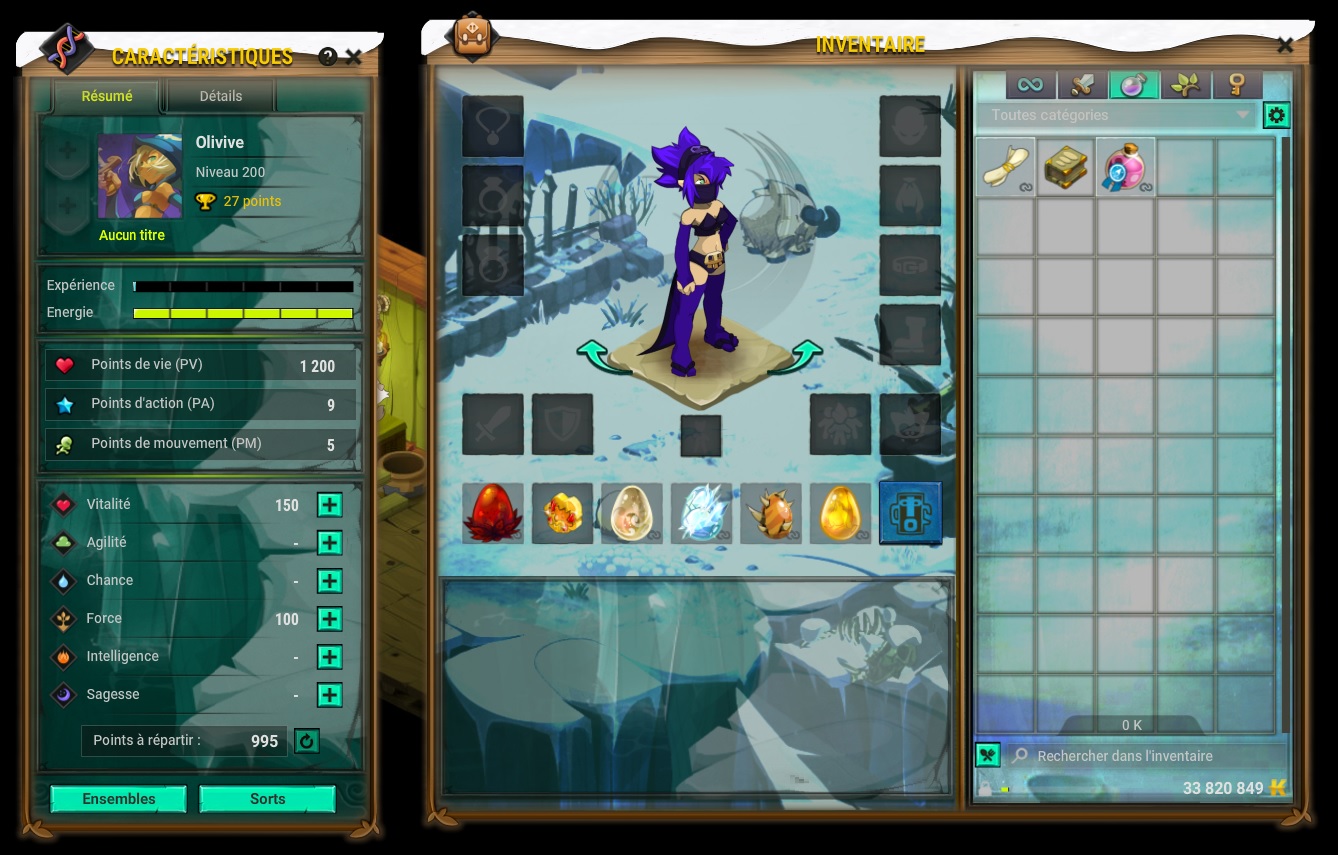 CARACTÉRISTIQUES
?
Résumé
Détails
Olivive
Niveau 200
27 points
Aucun titre
Expérience
Energie
Points de vie (PV) 1 200
Points d'action (PA) 9
Points de mouvement (PM) 5
Vitalité 150
Agilité -
Chance -
Force 100
Intelligence -
Sagesse -
Points à répartir : 995
Ensembles
Sorts
INVENTAIRE
Toutes catégories
0 K
Rechercher dans l'inventaire
33 820 849 K